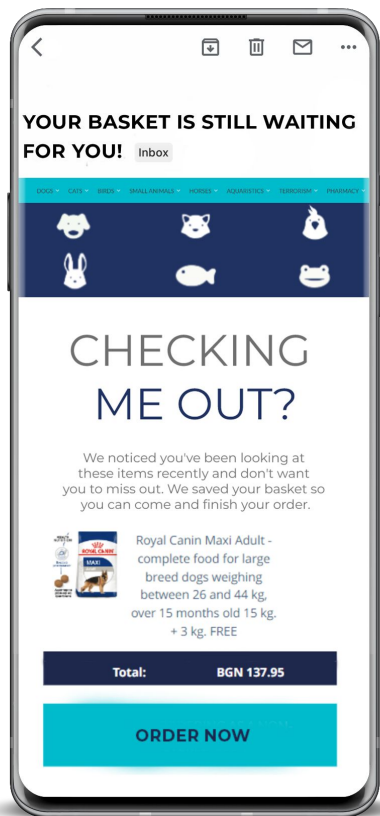 YOUR BASKET IS STILL WAITING
FOR YOU! Inbox
DOGS CATS BIRDS SMALL ANIMALS HORSES AQUARISTICS TERRORISM PHARMACY
CHECKING
ME OUT?
We noticed you've been looking at
these items recently and don't want
you to miss out. We saved your basket so
you can come and finish your order.
ROYAL CANIN
MAXI
Royal Canin Maxi Adult -
complete food for large
breed dogs weighing
between 26 and 44 kg,
over 15 months old 15 kg.
+ 3 kg. FREE
Total: BGN 137.95
ORDER NOW